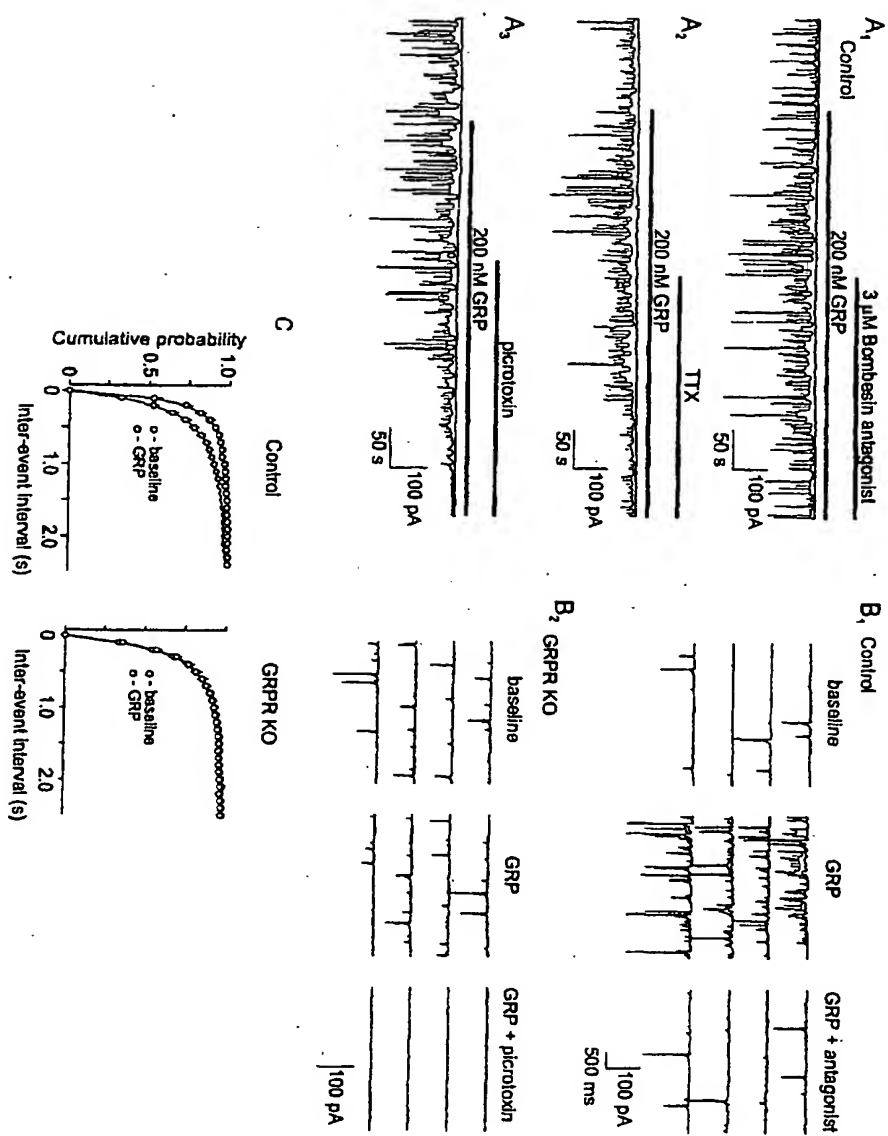 A1
Control
3 µM Bombesin antagonist
200 nM GRP
100 pA
50 s
A2
TTX
200 nM GRP
100 pA
50 s
A3
picrotoxin
200 nM GRP
100 pA
50 s
B1 Control
baseline
GRP
GRP + antagonist
100 pA
500 ms
B2 GRPR KO
baseline
GRP
GRP + picrotoxin
100 pA
C
Control
Cumulative probability
1.0
0.5
0
0
1.0
2.0
o - baseline
o - GRP
Inter-event interval (s)
GRPR KO
0
1.0
2.0
o - baseline
o - GRP
Inter-event interval (s)